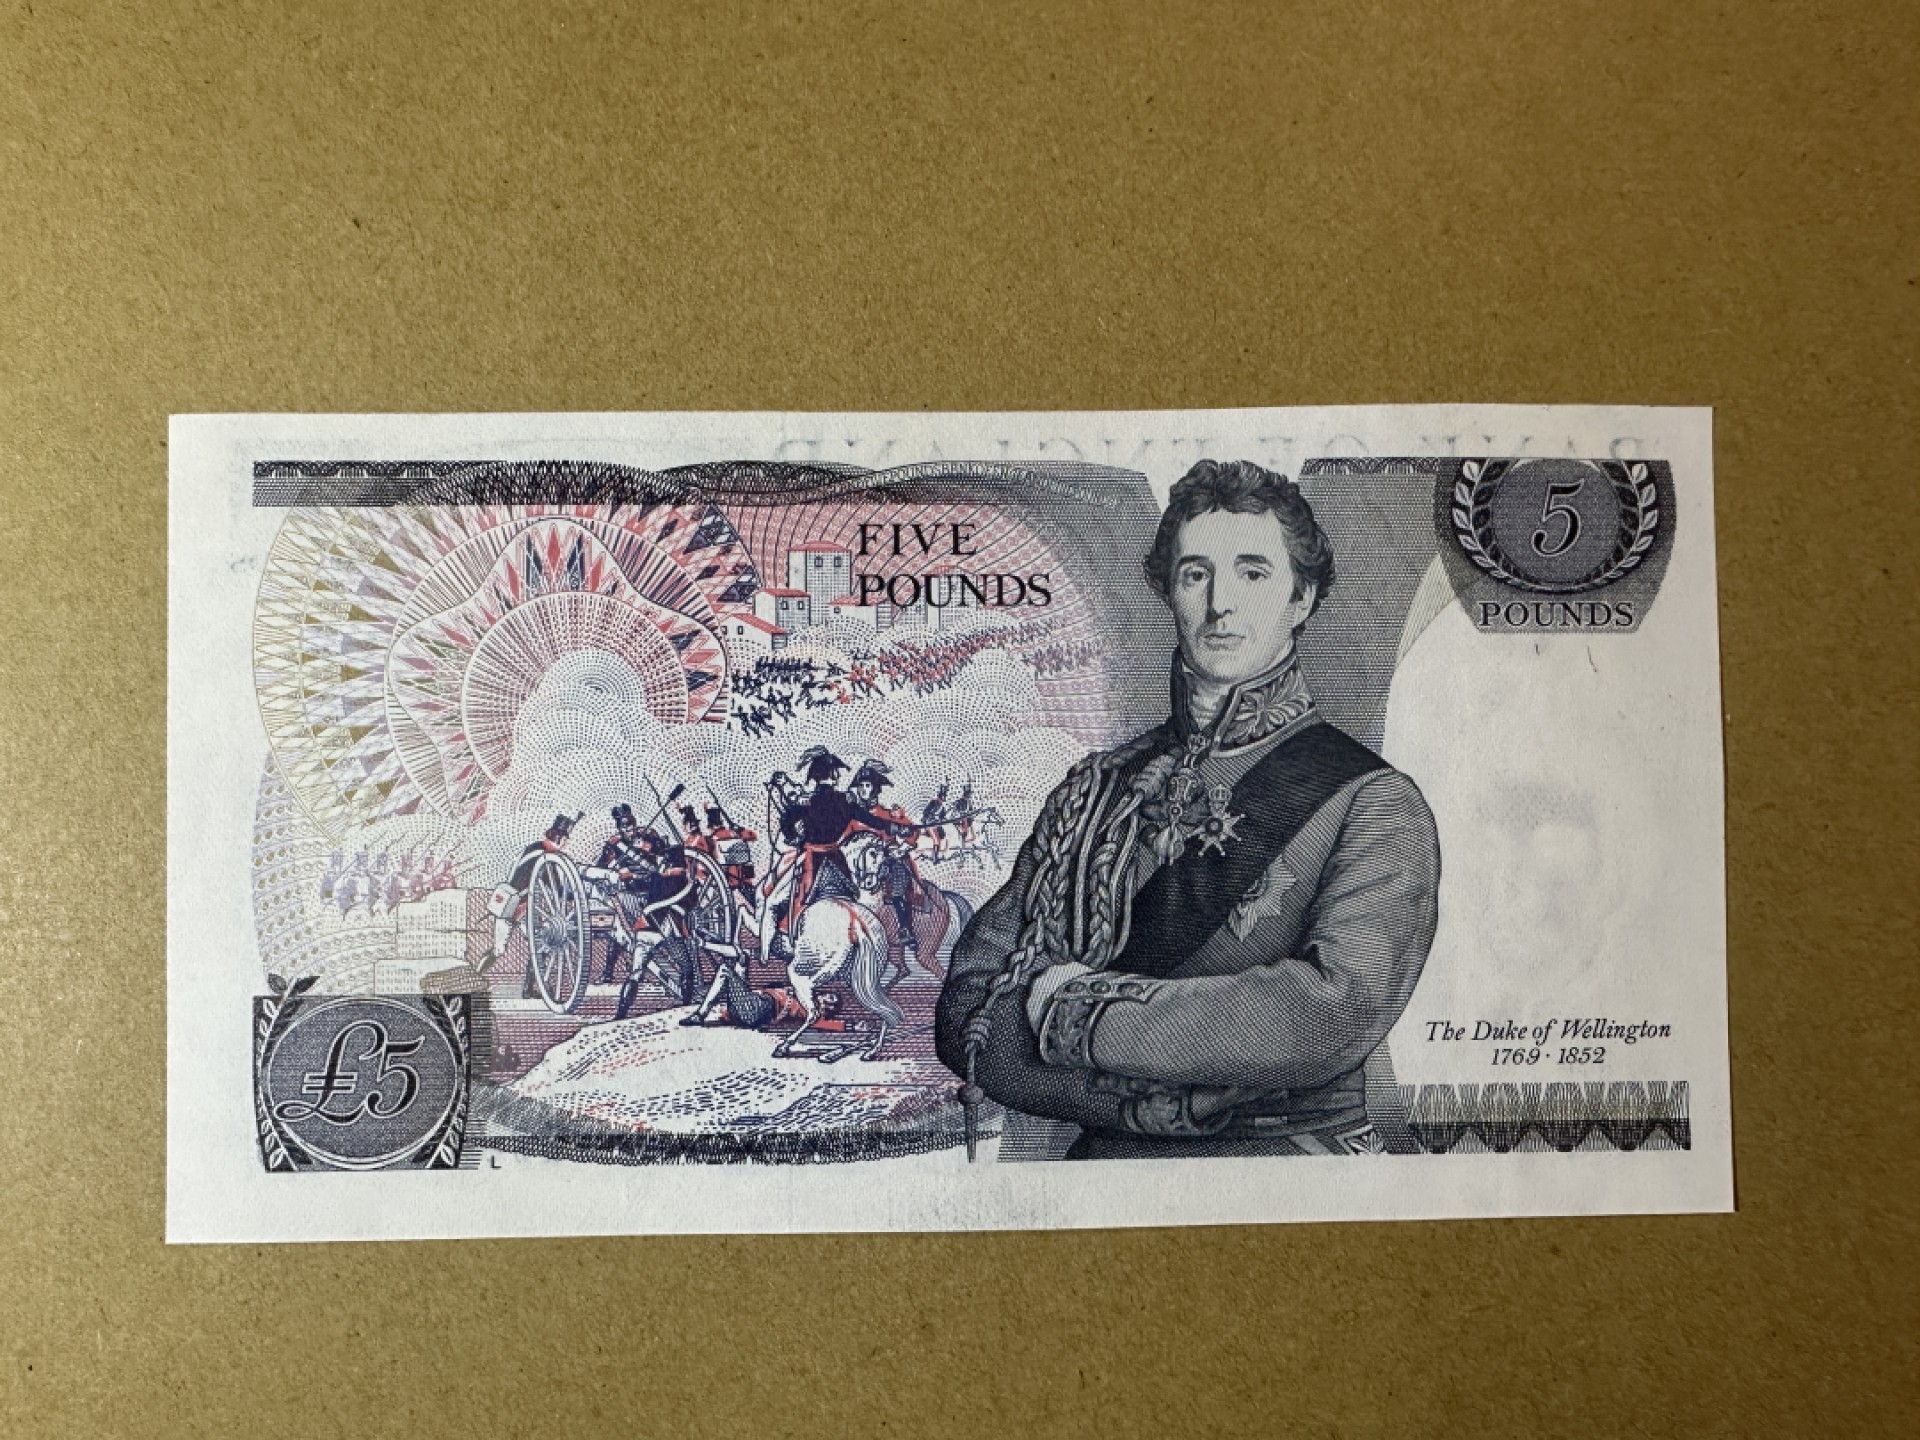 FIVE
POUNDS
5
POUNDS
The Duke of Wellington
1769 · 1852
£5
L